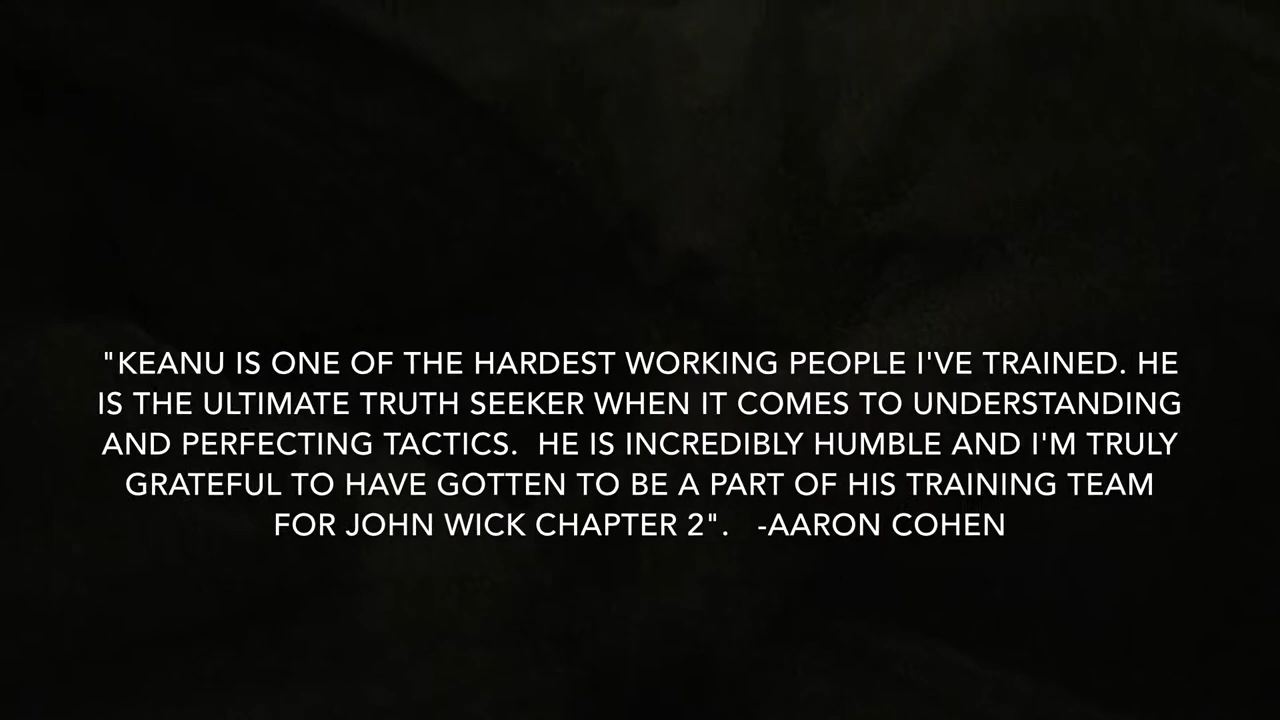 "KEANU IS ONE OF THE HARDEST WORKING PEOPLE I'VE TRAINED. HE
IS THE ULTIMATE TRUTH SEEKER WHEN IT COMES TO UNDERSTANDING
AND PERFECTING TACTICS.  HE IS INCREDIBLY HUMBLE AND I'M TRULY
GRATEFUL TO HAVE GOTTEN TO BE A PART OF HIS TRAINING TEAM
FOR JOHN WICK CHAPTER 2".   -AARON COHEN